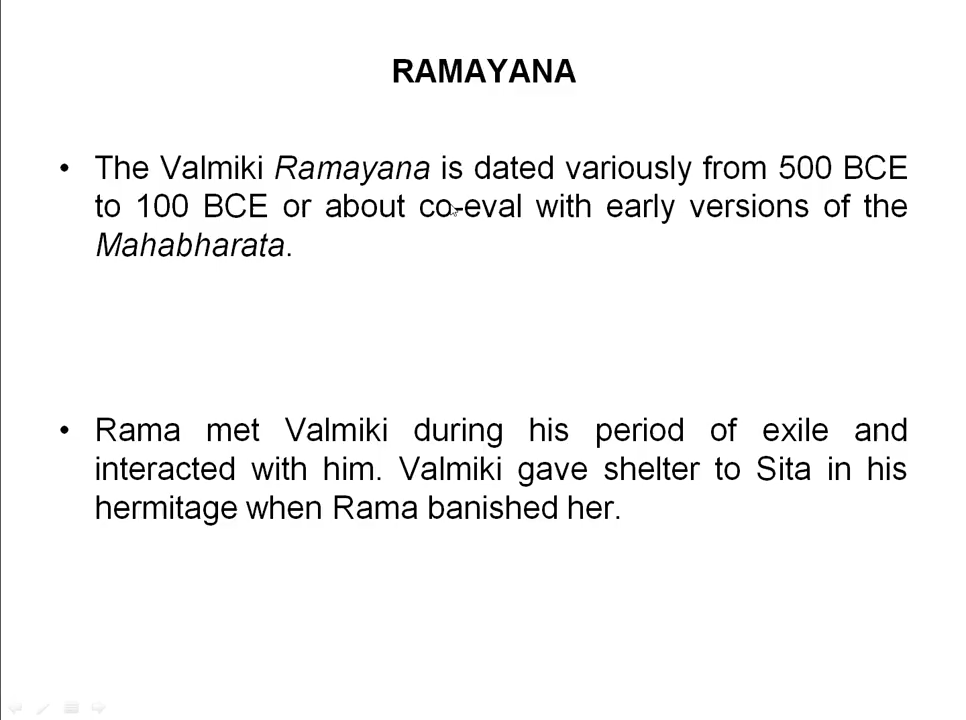 RAMAYANA
• The Valmiki Ramayana is dated variously from 500 BCE
to 100 BCE or about co-eval with early versions of the
Mahabharata.
• Rama met Valmiki during his period of exile and
interacted with him. Valmiki gave shelter to Sita in his
hermitage when Rama banished her.